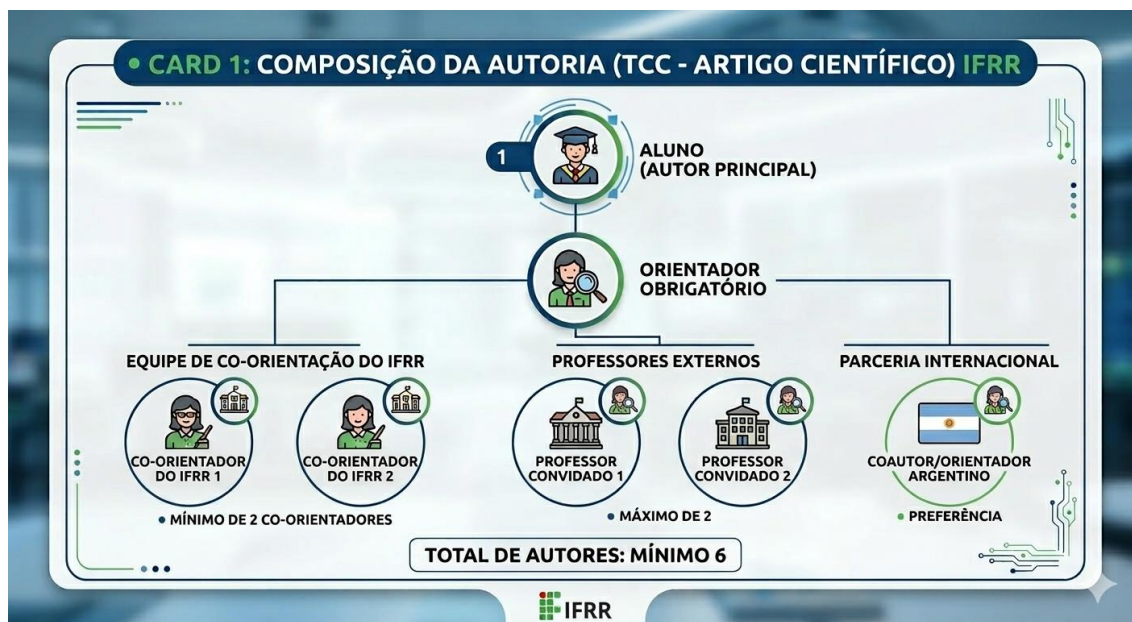 • CARD 1: COMPOSIÇÃO DA AUTORIA (TCC - ARTIGO CIENTÍFICO) IFRR
1
ALUNO
(AUTOR PRINCIPAL)
ORIENTADOR
OBRIGATÓRIO
EQUIPE DE CO-ORIENTAÇÃO DO IFRR
CO-ORIENTADOR
DO IFRR 1
CO-ORIENTADOR
DO IFRR 2
• MÍNIMO DE 2 CO-ORIENTADORES
PROFESSORES EXTERNOS
PROFESSOR
CONVIDADO 1
PROFESSOR
CONVIDADO 2
• MÁXIMO DE 2
PARCERIA INTERNACIONAL
COAUTOR/ORIENTADOR
ARGENTINO
• PREFERÊNCIA
TOTAL DE AUTORES: MÍNIMO 6
IFRR